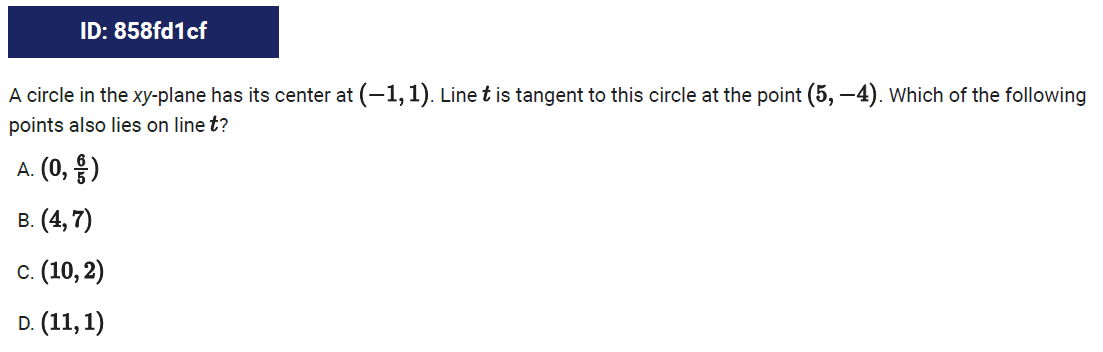 ID: 858fd1cf
A circle in the xy-plane has its center at (−1, 1). Line t is tangent to this circle at the point (5, −4). Which of the following
points also lies on line t?
A. (0, 6/5)
B. (4, 7)
C. (10, 2)
D. (11, 1)